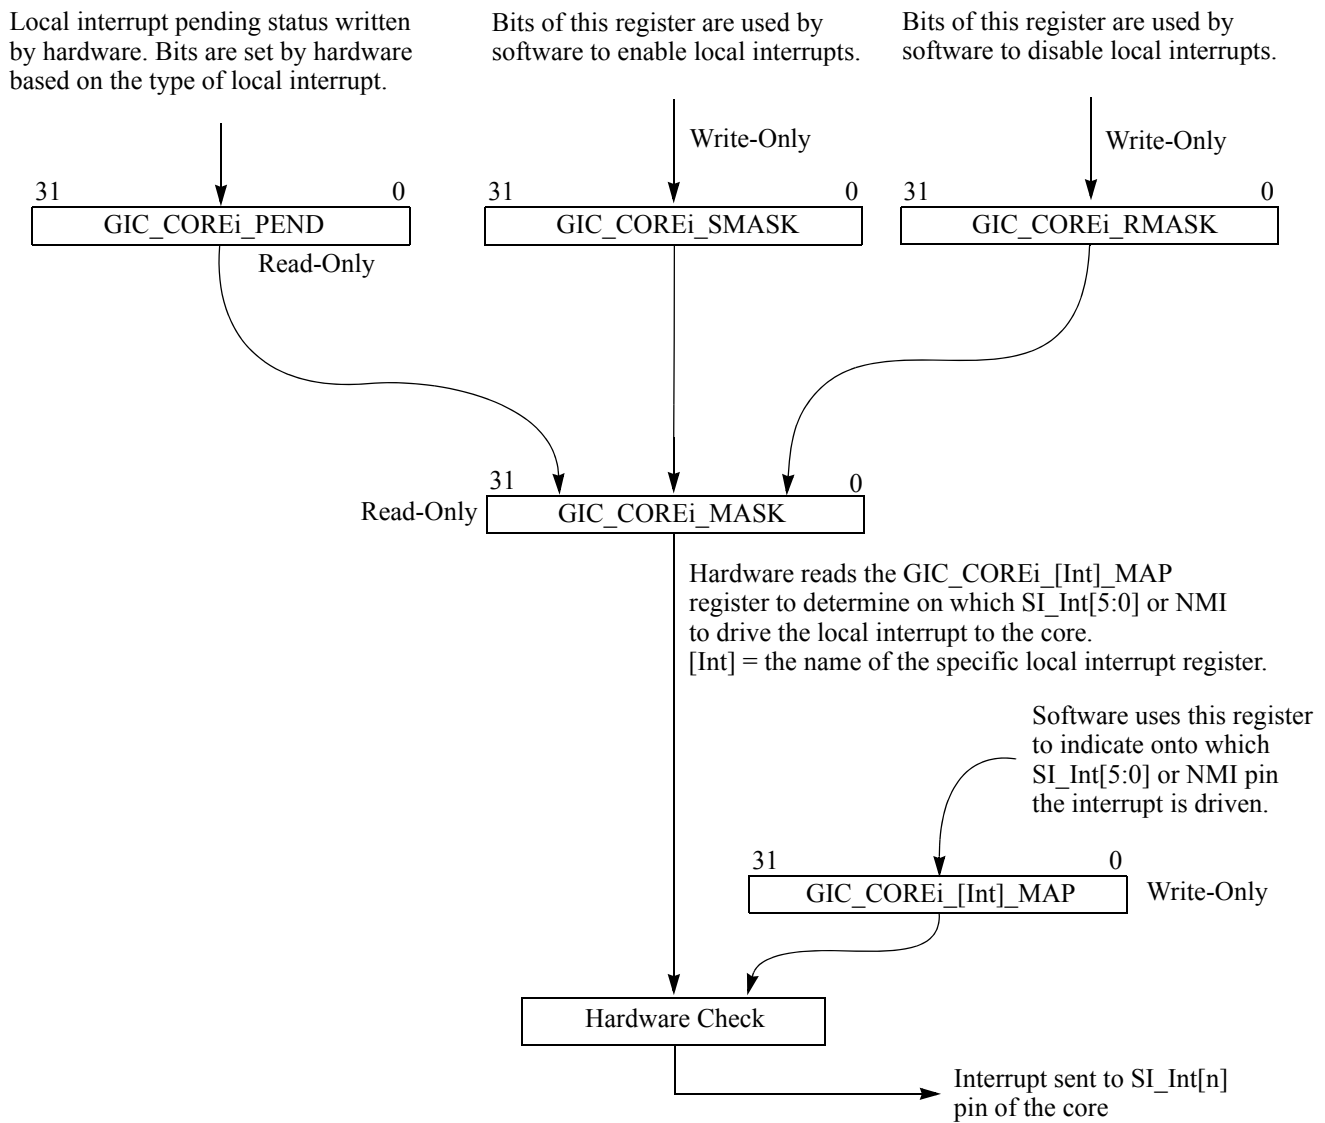 Local interrupt pending status written
by hardware. Bits are set by hardware
based on the type of local interrupt.
Bits of this register are used by
software to enable local interrupts.
Bits of this register are used by
software to disable local interrupts.
Write-Only
Write-Only
31 0
GIC_COREi_PEND
Read-Only
31 0
GIC_COREi_SMASK
31 0
GIC_COREi_RMASK
31 0
Read-Only GIC_COREi_MASK
Hardware reads the GIC_COREi_[Int]_MAP
register to determine on which SI_Int[5:0] or NMI
to drive the local interrupt to the core.
[Int] = the name of the specific local interrupt register.
Software uses this register
to indicate onto which
SI_Int[5:0] or NMI pin
the interrupt is driven.
31 0
GIC_COREi_[Int]_MAP Write-Only
Hardware Check
Interrupt sent to SI_Int[n]
pin of the core